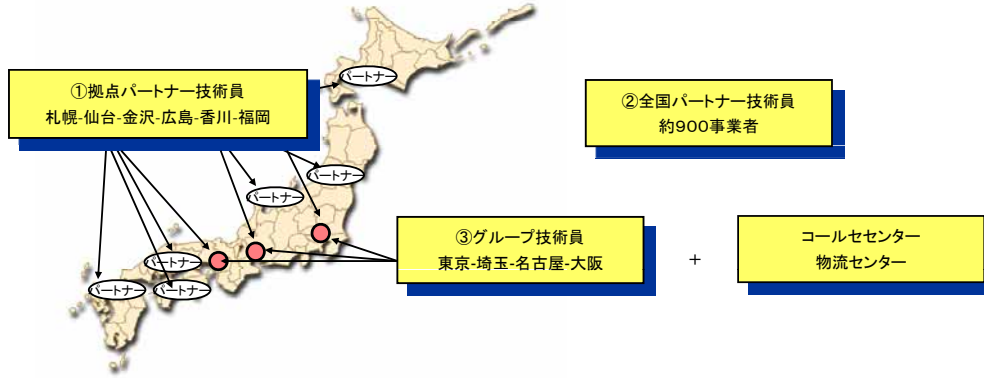 パートナー
①拠点パートナー技術員
札幌-仙台-金沢-広島-香川-福岡
②全国パートナー技術員
約900事業者
パートナー
パートナー
③グループ技術員
東京-埼玉-名古屋-大阪
+
コールセセンター
物流センター
パートナー
パートナー
パートナー